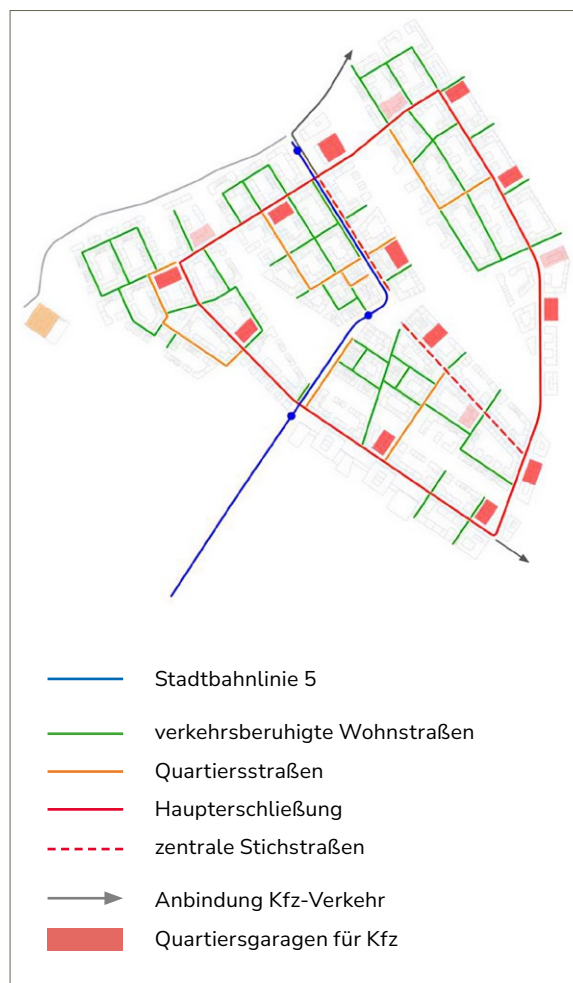 Stadtbahnlinie 5
verkehrsberuhigte Wohnstraßen
Quartiersstraßen
Haupterschließung
zentrale Stichstraßen
Anbindung Kfz-Verkehr
Quartiersgaragen für Kfz